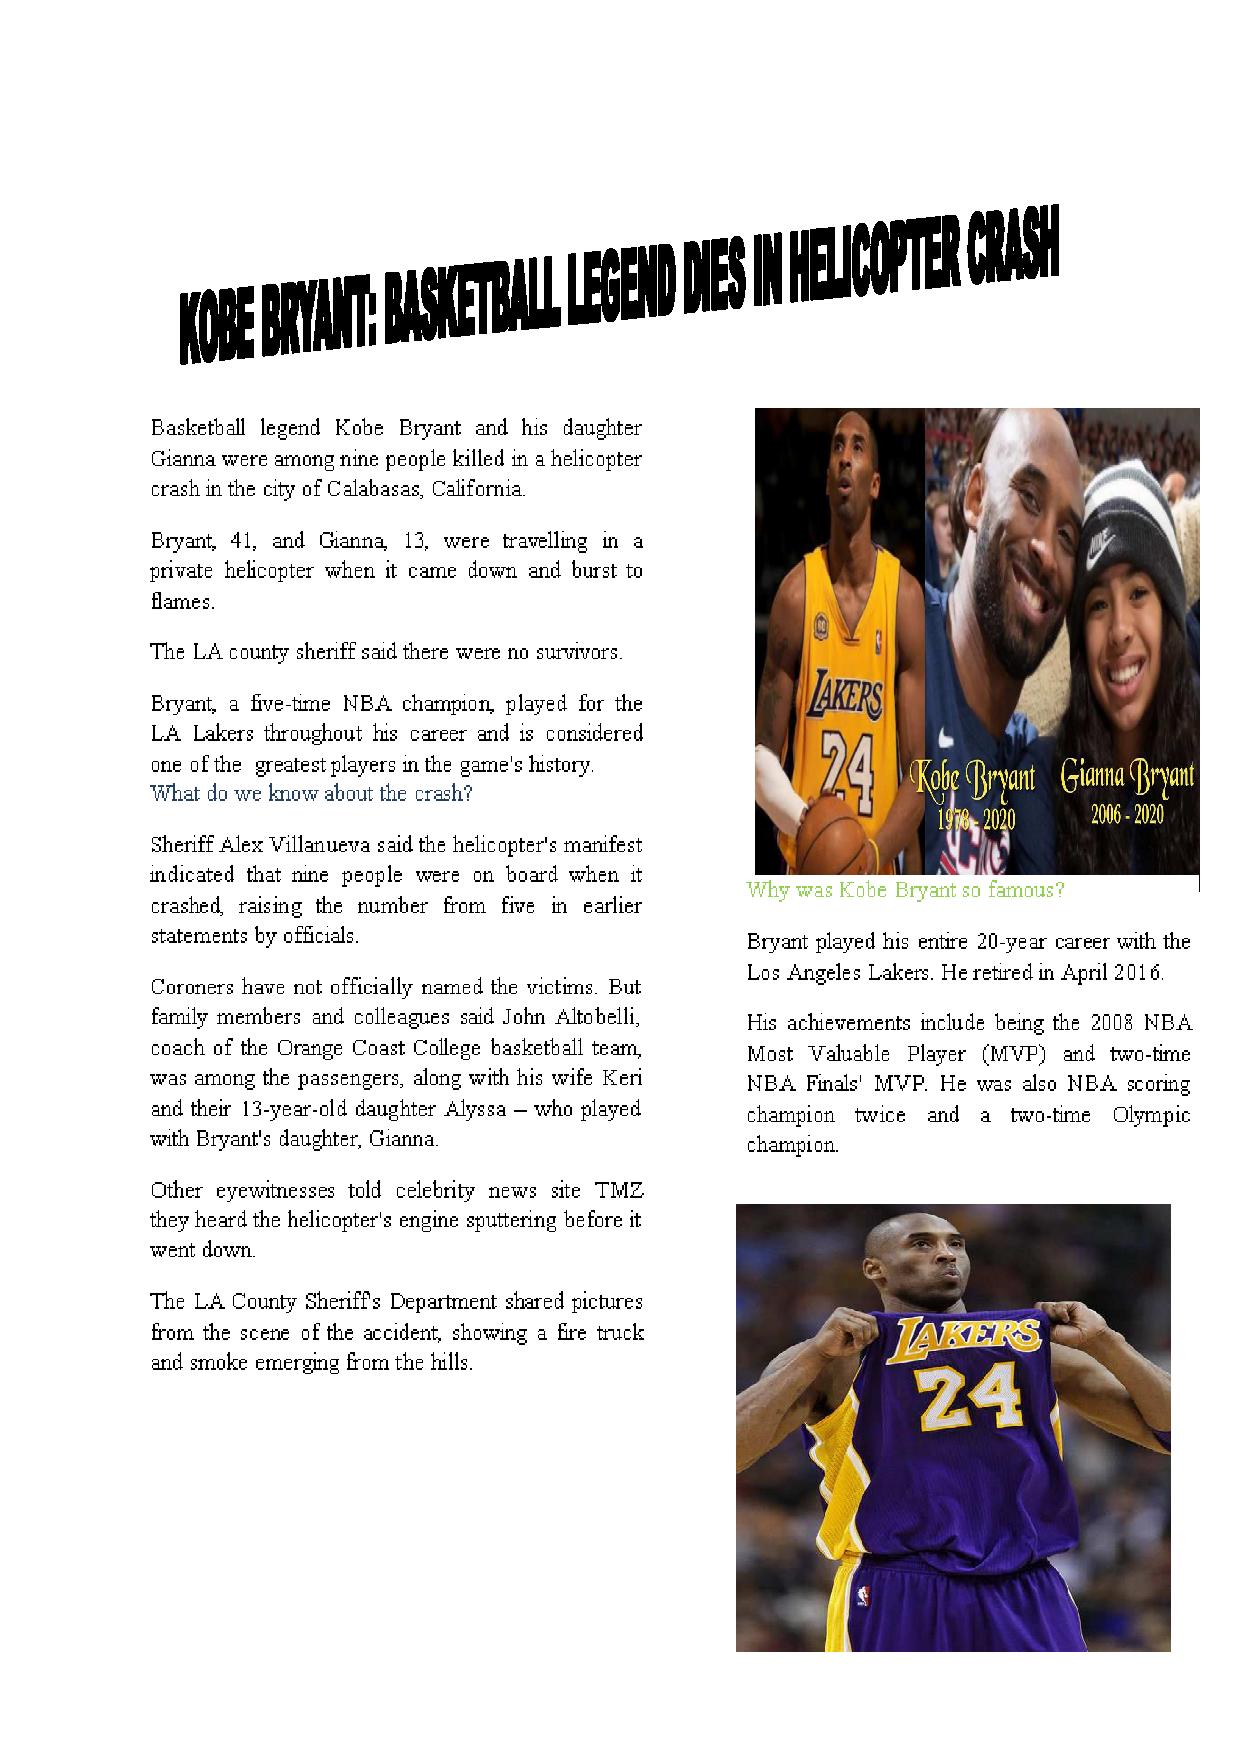 KOBE BRYANT: BASKETBALL LEGEND DIES IN HELICOPTER CRASH
Basketball legend Kobe Bryant and his daughter
Gianna were among nine people killed in a helicopter
crash in the city of Calabasas, California.
Bryant, 41, and Gianna, 13, were travelling in a
private helicopter when it came down and burst to
flames.
The LA county sheriff said there were no survivors.
Bryant, a five-time NBA champion, played for the
LA Lakers throughout his career and is considered
one of the greatest players in the game's history.
What do we know about the crash?
Sheriff Alex Villanueva said the helicopter's manifest
indicated that nine people were on board when it
crashed, raising the number from five in earlier
statements by officials.
Coroners have not officially named the victims. But
family members and colleagues said John Altobelli,
coach of the Orange Coast College basketball team,
was among the passengers, along with his wife Keri
and their 13-year-old daughter Alyssa – who played
with Bryant's daughter, Gianna.
Other eyewitnesses told celebrity news site TMZ
they heard the helicopter's engine sputtering before it
went down.
The LA County Sheriff's Department shared pictures
from the scene of the accident, showing a fire truck
and smoke emerging from the hills.
NIKE
LAKERS
24
Kobe Bryant
1978 - 2020
Gianna Bryant
2006 - 2020
Why was Kobe Bryant so famous?
Bryant played his entire 20-year career with the
Los Angeles Lakers. He retired in April 2016.
His achievements include being the 2008 NBA
Most Valuable Player (MVP) and two-time
NBA Finals' MVP. He was also NBA scoring
champion twice and a two-time Olympic
champion.
LAKERS
24